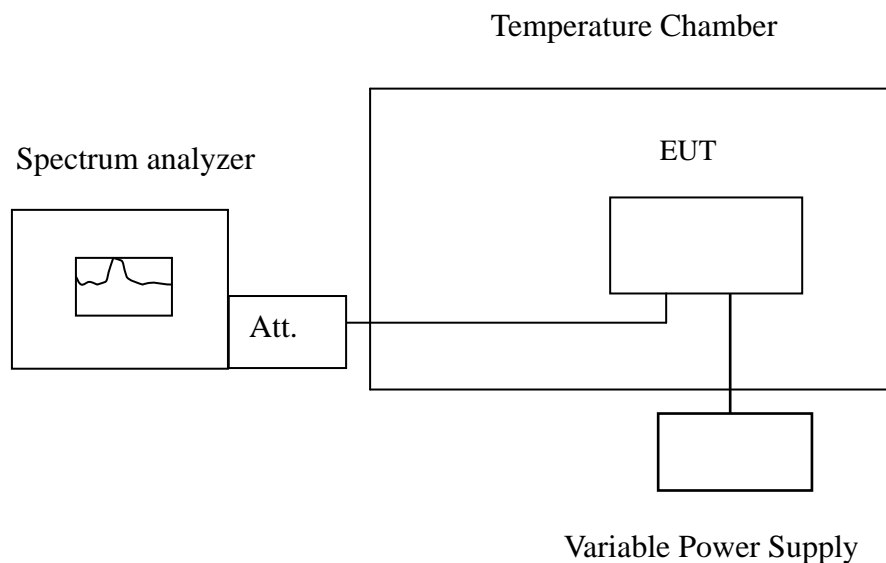 Temperature Chamber
Spectrum analyzer
EUT
Att.
Variable Power Supply